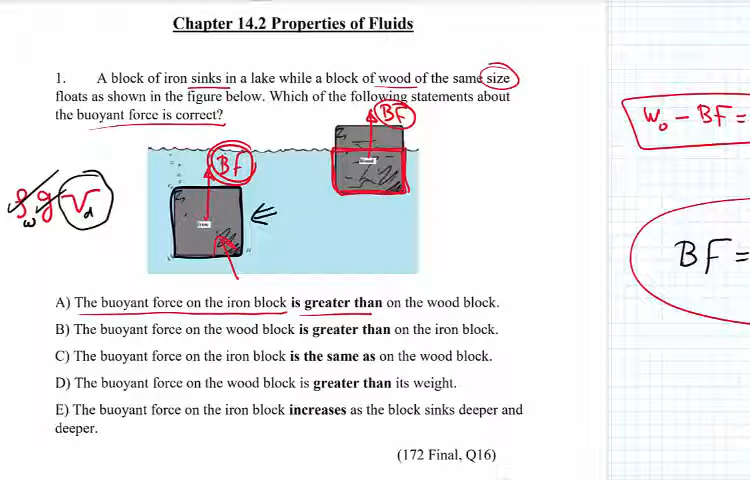 Chapter 14.2 Properties of Fluids
1. A block of iron sinks in a lake while a block of wood of the same size
floats as shown in the figure below. Which of the following statements about
the buoyant force is correct?
BF
BF
W₀ - BF =
ρw g Vd
BF =
A) The buoyant force on the iron block is greater than on the wood block.
B) The buoyant force on the wood block is greater than on the iron block.
C) The buoyant force on the iron block is the same as on the wood block.
D) The buoyant force on the wood block is greater than its weight.
E) The buoyant force on the iron block increases as the block sinks deeper and
deeper.
(172 Final, Q16)